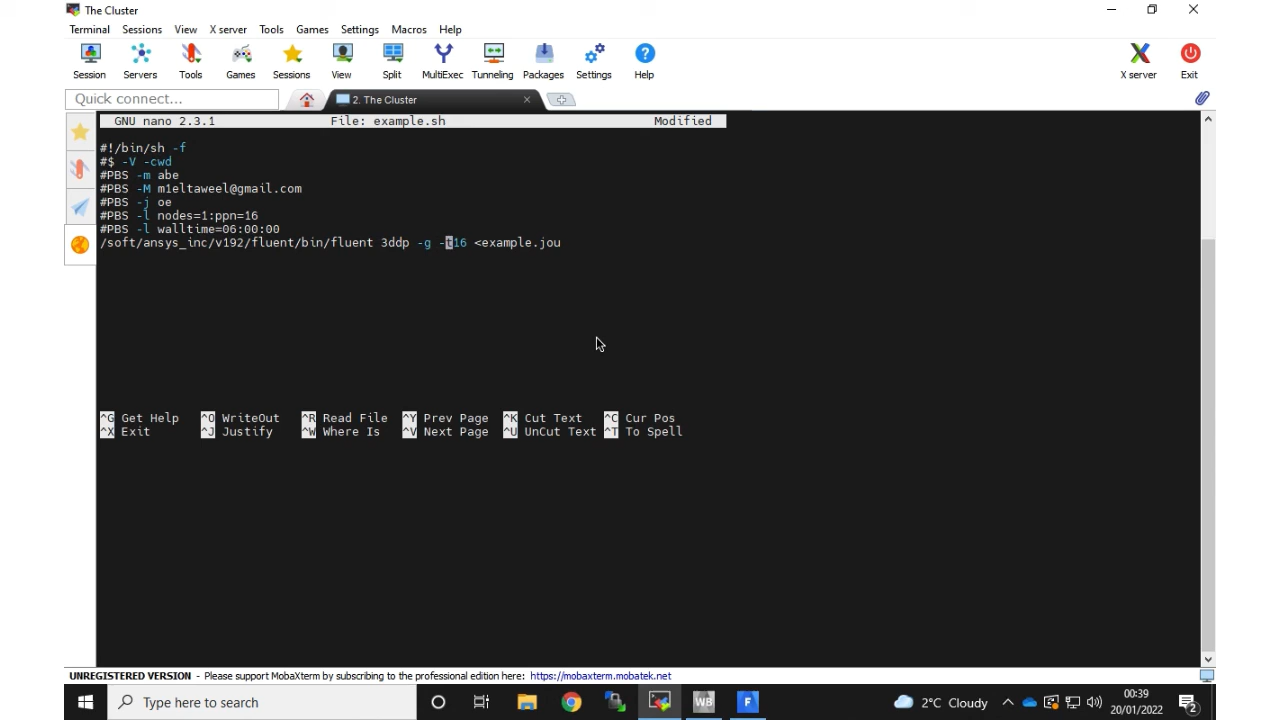 The Cluster
Terminal Sessions View X server Tools Games Settings Macros Help
Session Servers Tools Games Sessions View Split MultiExec Tunneling Packages Settings Help X server Exit
Quick connect... 2. The Cluster
GNU nano 2.3.1 File: example.sh Modified
#!/bin/sh -f
#$ -V -cwd
#PBS -m abe
#PBS -M m1eltaweel@gmail.com
#PBS -j oe
#PBS -l nodes=1:ppn=16
#PBS -l walltime=06:00:00
/soft/ansys_inc/v192/fluent/bin/fluent 3ddp -g -t16 <example.jou
^G Get Help ^O WriteOut ^R Read File ^Y Prev Page ^K Cut Text ^C Cur Pos
^X Exit ^J Justify ^W Where Is ^V Next Page ^U UnCut Text ^T To Spell
UNREGISTERED VERSION - Please support MobaXterm by subscribing to the professional edition here: https://mobaxterm.mobatek.net
Type here to search WB F 2°C Cloudy 00:39
20/01/2022 2